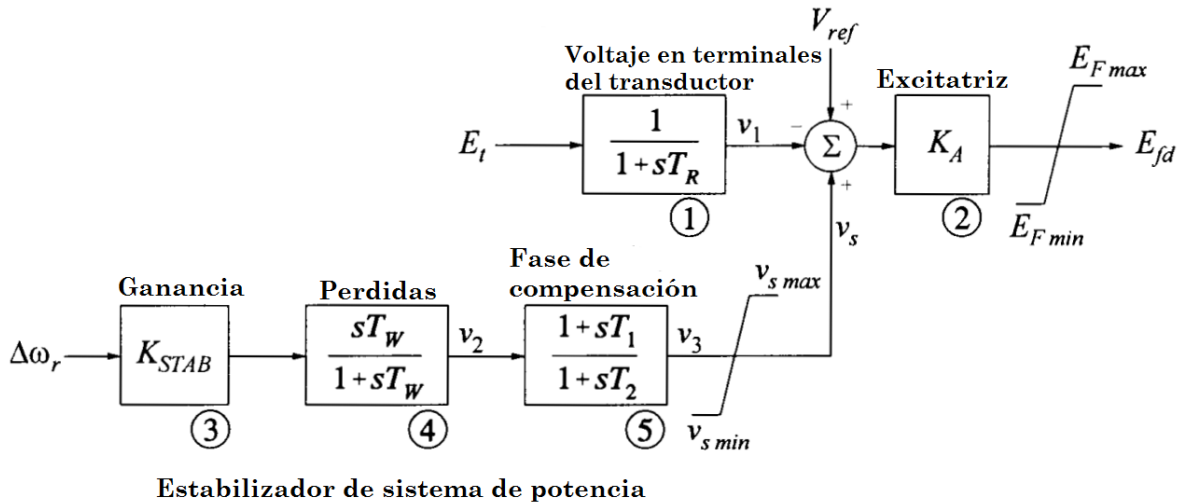 V_ref
Voltaje en terminales
del transductor
Excitatriz
E_F max
E_t
1
1+sT_R
v_1
−
+
Σ
+
K_A
E_fd
①
②
E_F min
v_s
Ganancia
Perdidas
Fase de
compensación
v_s max
Δω_r
K_STAB
sT_W
1+sT_W
v_2
1+sT_1
1+sT_2
v_3
③
④
⑤
v_s min
Estabilizador de sistema de potencia